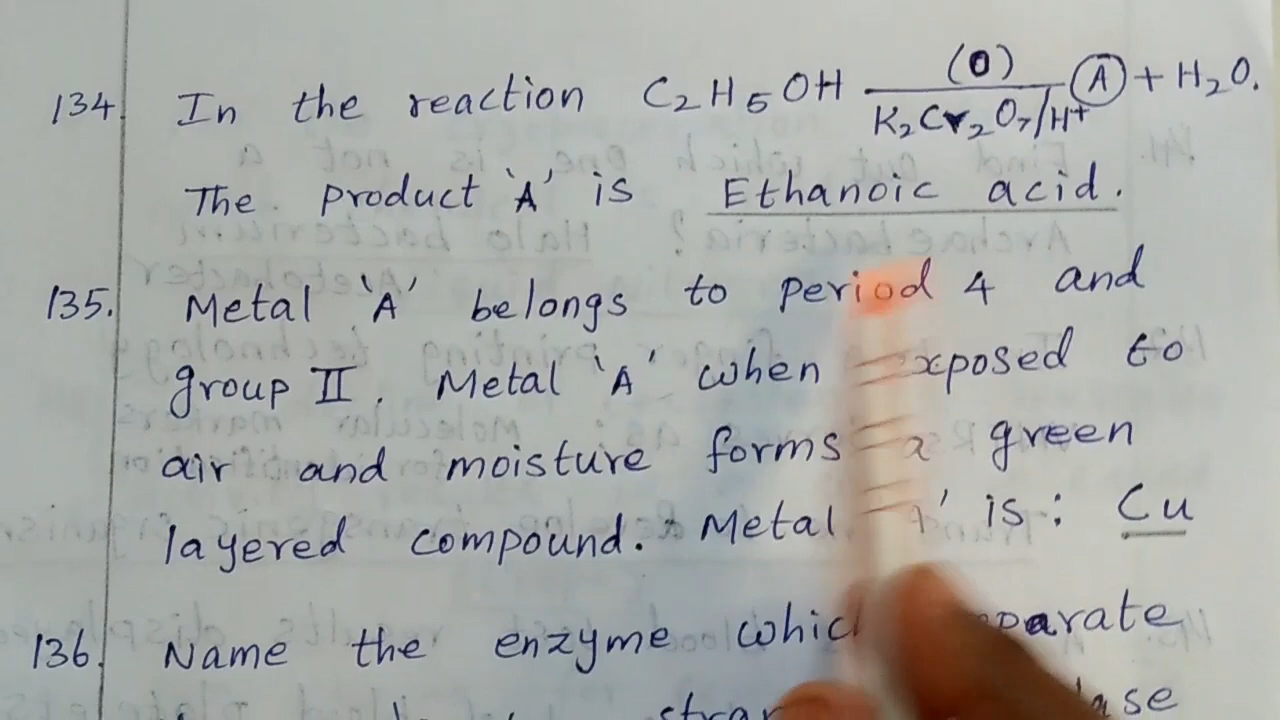 134. In the reaction C₂H₅OH (O) K₂Cr₂O₇/H⁺ (A) + H₂O.
The product 'A' is Ethanoic acid.
135. Metal 'A' belongs to period 4 and
group II. Metal 'A' when exposed to
air and moisture forms a green
layered compound. Metal 'A' is: Cu
136. Name the enzyme which